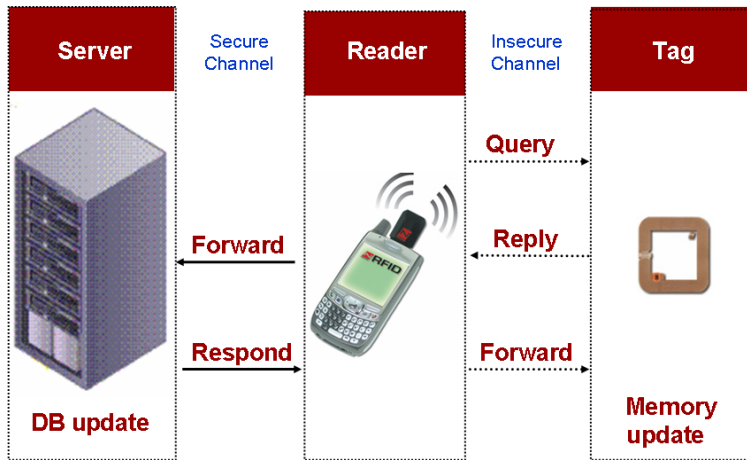 Server
Secure
Channel
Reader
Insecure
Channel
Tag
Query
Forward
Reply
RFID
Respond
Forward
DB update
Memory
update